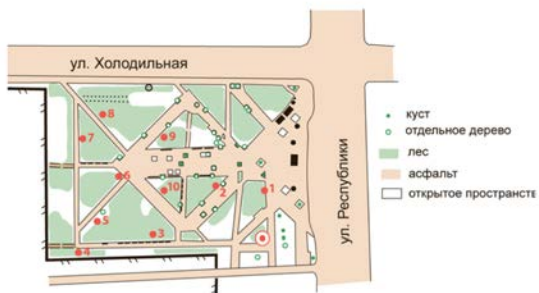 ул. Холодильная
ул. Республики
8
7
9
6
10
2
1
5
3
4
куст
отдельное дерево
лес
асфальт
открытое пространств